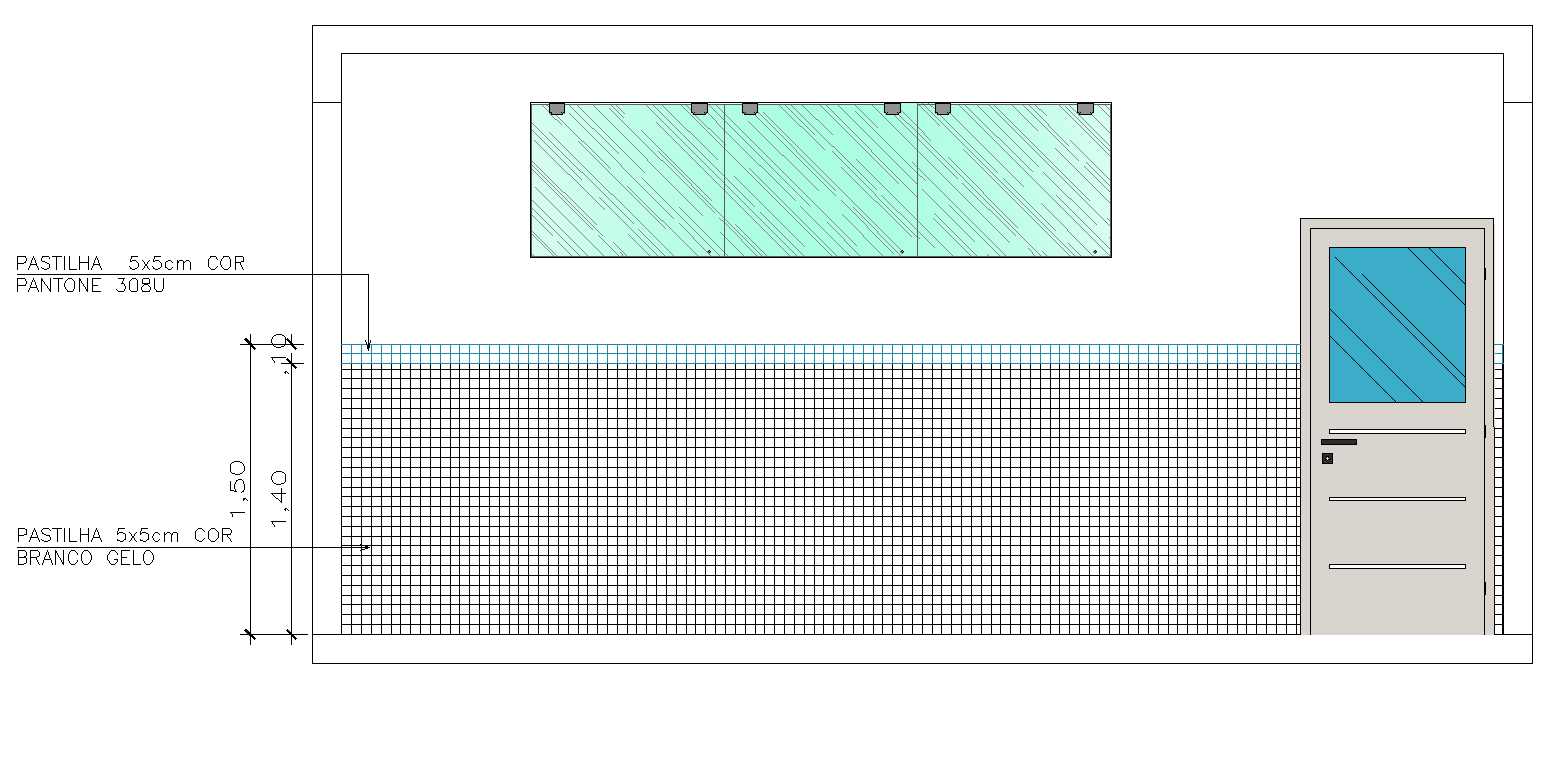 PASTILHA 5x5cm COR
PANTONE 308U
,10
1,50
1,40
PASTILHA 5x5cm COR
BRANCO GELO